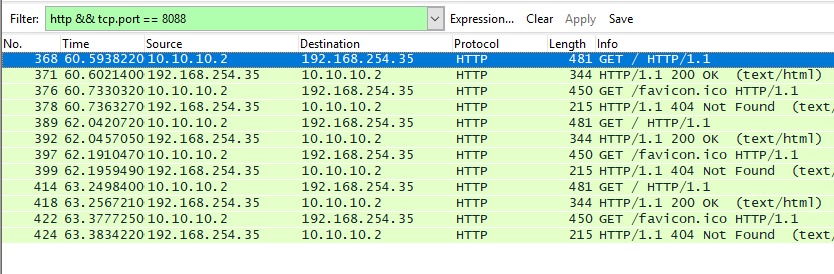 Filter: http && tcp.port == 8088 Expression... Clear Apply Save
No. Time Source Destination Protocol Length Info
368 60.5938220 10.10.10.2 192.168.254.35 HTTP 481 GET / HTTP/1.1
371 60.6021400 192.168.254.35 10.10.10.2 HTTP 344 HTTP/1.1 200 OK (text/html)
376 60.7330320 10.10.10.2 192.168.254.35 HTTP 450 GET /favicon.ico HTTP/1.1
378 60.7363270 192.168.254.35 10.10.10.2 HTTP 215 HTTP/1.1 404 Not Found (tex
389 62.0420720 10.10.10.2 192.168.254.35 HTTP 481 GET / HTTP/1.1
392 62.0457050 192.168.254.35 10.10.10.2 HTTP 344 HTTP/1.1 200 OK (text/html)
397 62.1910470 10.10.10.2 192.168.254.35 HTTP 450 GET /favicon.ico HTTP/1.1
399 62.1959490 192.168.254.35 10.10.10.2 HTTP 215 HTTP/1.1 404 Not Found (tex
414 63.2498400 10.10.10.2 192.168.254.35 HTTP 481 GET / HTTP/1.1
418 63.2567210 192.168.254.35 10.10.10.2 HTTP 344 HTTP/1.1 200 OK (text/html)
422 63.3777250 10.10.10.2 192.168.254.35 HTTP 450 GET /favicon.ico HTTP/1.1
424 63.3834220 192.168.254.35 10.10.10.2 HTTP 215 HTTP/1.1 404 Not Found (tex